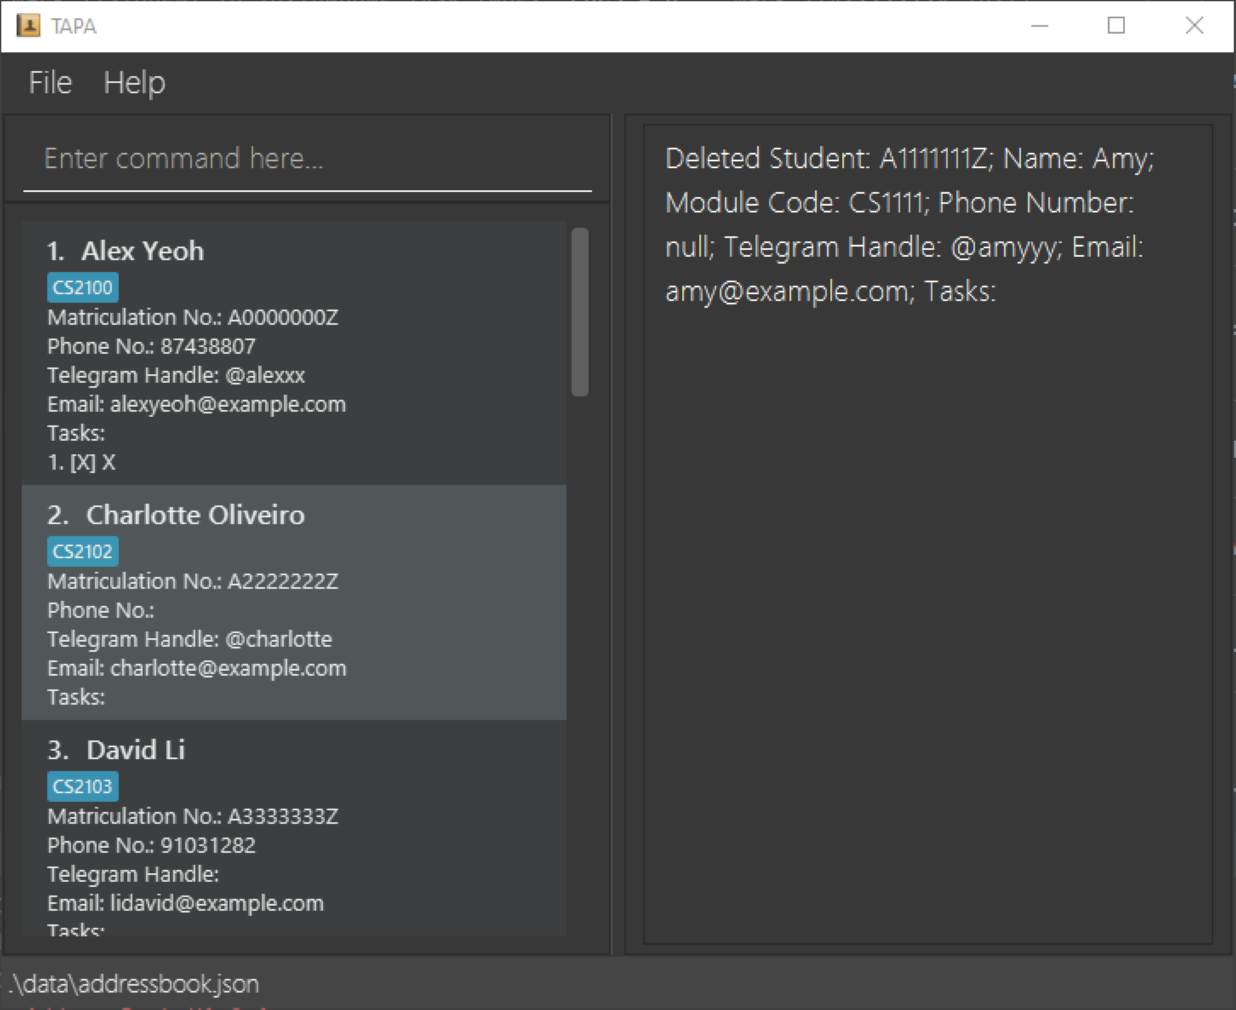 TAPA
File Help
Enter command here...
1. Alex Yeoh
CS2100
Matriculation No.: A0000000Z
Phone No.: 87438807
Telegram Handle: @alexxx
Email: alexyeoh@example.com
Tasks:
1. [X] X
2. Charlotte Oliveiro
CS2102
Matriculation No.: A2222222Z
Phone No.:
Telegram Handle: @charlotte
Email: charlotte@example.com
Tasks:
3. David Li
CS2103
Matriculation No.: A3333333Z
Phone No.: 91031282
Telegram Handle:
Email: lidavid@example.com
Tasks:
Deleted Student: A1111111Z; Name: Amy;
Module Code: CS1111; Phone Number:
null; Telegram Handle: @amyyy; Email:
amy@example.com; Tasks:
.\data\addressbook.json